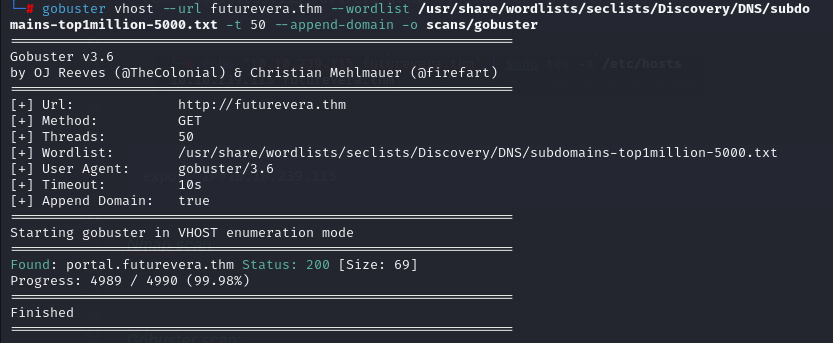 └─# gobuster vhost --url futurevera.thm --wordlist /usr/share/wordlists/seclists/Discovery/DNS/subdo
mains-top1million-5000.txt -t 50 --append-domain -o scans/gobuster
===============================================================
Gobuster v3.6
by OJ Reeves (@TheColonial) & Christian Mehlmauer (@firefart)
===============================================================
[+] Url:             http://futurevera.thm
[+] Method:          GET
[+] Threads:         50
[+] Wordlist:        /usr/share/wordlists/seclists/Discovery/DNS/subdomains-top1million-5000.txt
[+] User Agent:      gobuster/3.6
[+] Timeout:         10s
[+] Append Domain:   true
===============================================================
Starting gobuster in VHOST enumeration mode
===============================================================
Found: portal.futurevera.thm Status: 200 [Size: 69]
Progress: 4989 / 4990 (99.98%)
===============================================================
Finished
===============================================================